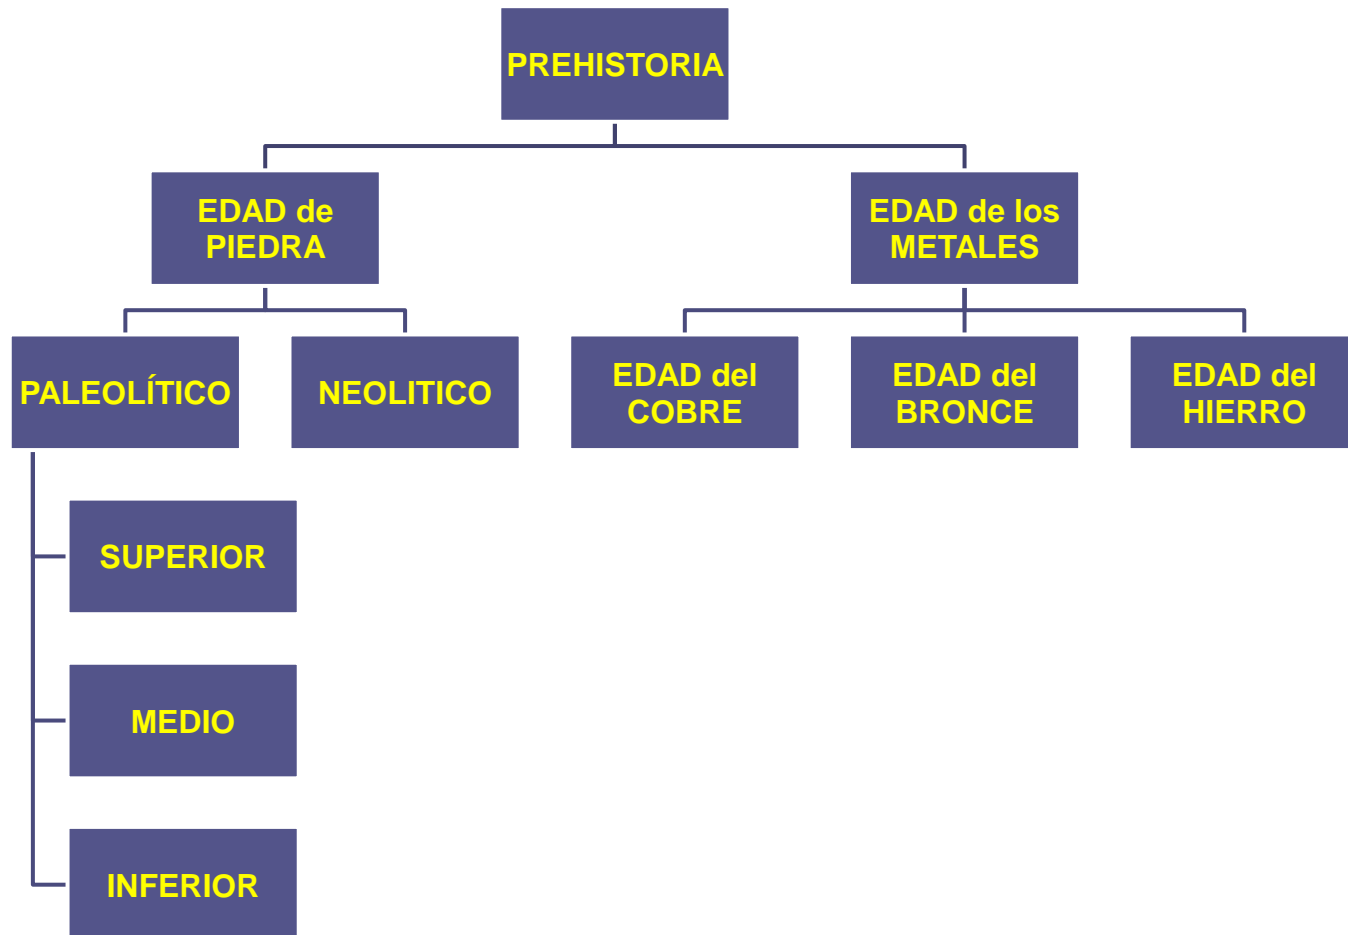 PREHISTORIA
EDAD de
PIEDRA
EDAD de los
METALES
PALEOLÍTICO
NEOLITICO
EDAD del
COBRE
EDAD del
BRONCE
EDAD del
HIERRO
SUPERIOR
MEDIO
INFERIOR